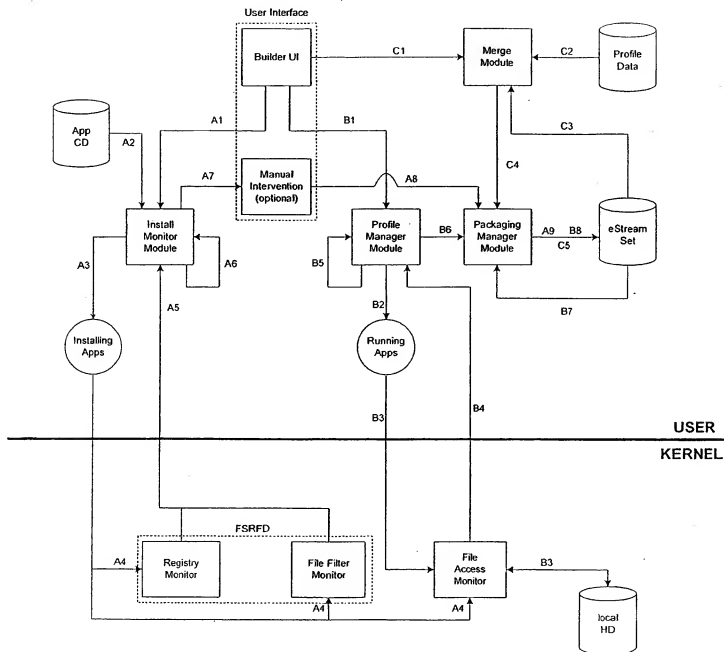 User Interface
Builder UI
C1
Merge
Module
C2
Profile
Data
App
CD
A2
A1
B1
C3
A7
Manual
Intervention
(optional)
A8
C4
Install
Monitor
Module
A6
Profile
Manager
Module
B5
B6
Packaging
Manager
Module
A9 B8
C5
eStream
Set
B7
A3
A5
B2
Installing
Apps
Running
Apps
B3
B4
USER
KERNEL
FSRFD
A4
Registry
Monitor
File Filter
Monitor
A4
File
Access
Monitor
A4
B3
local
HD